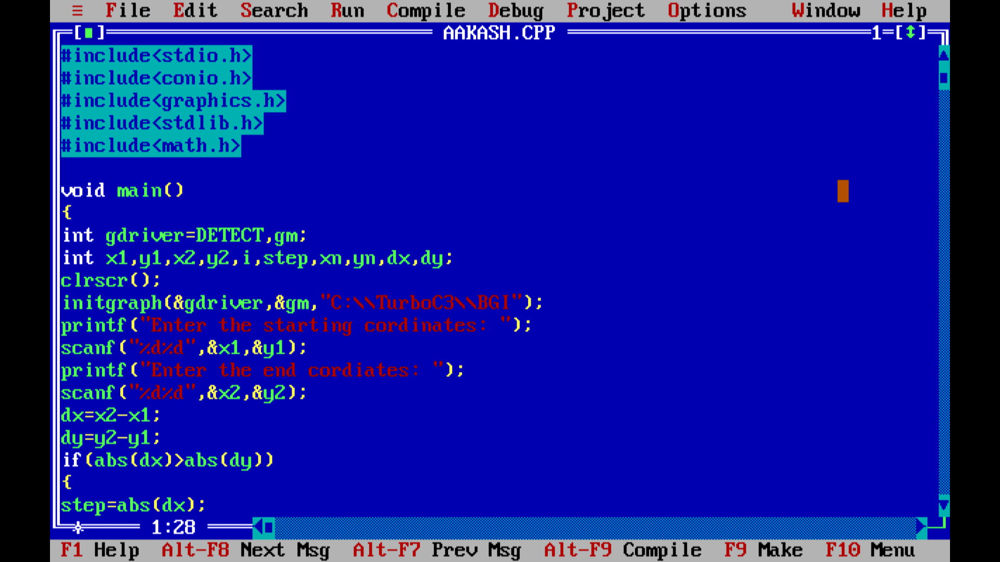 ≡ File Edit Search Run Compile Debug Project Options Window Help
[■] AAKASH.CPP 1=[↕]
#include<stdio.h>
#include<conio.h>
#include<graphics.h>
#include<stdlib.h>
#include<math.h>
void main()
{
int gdriver=DETECT,gm;
int x1,y1,x2,y2,i,step,xn,yn,dx,dy;
clrscr();
initgraph(&gdriver,&gm,"C:\\TurboC3\\BGI");
printf("Enter the starting cordinates: ");
scanf("%d%d",&x1,&y1);
printf("Enter the end cordiates: ");
scanf("%d%d",&x2,&y2);
dx=x2-x1;
dy=y2-y1;
if(abs(dx)>abs(dy))
{
step=abs(dx);
1:28
F1 Help Alt-F8 Next Msg Alt-F7 Prev Msg Alt-F9 Compile F9 Make F10 Menu